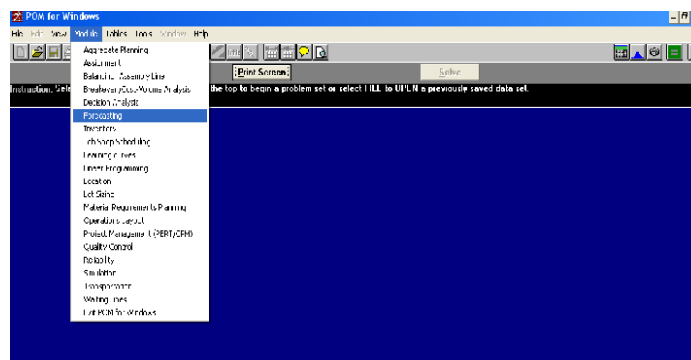 POM for Windows
File Edit View Module Tables Tools Window Help
Print Screen Solve
Instruction: Sele the top to begin a problem set or select FILE to OPEN a previously saved data set.
Aggregate Planning
Assignment
Balancing Assembly Line
Breakeven/Cost-Volume Analysis
Decision Analysis
Forecasting
Inventory
Job Shop Scheduling
Learning Curves
Linear Programming
Location
Lot Sizing
Material Requirements Planning
Operations Layout
Project Management (PERT/CPM)
Quality Control
Reliability
Simulation
Transportation
Waiting Lines
Exit POM for Windows